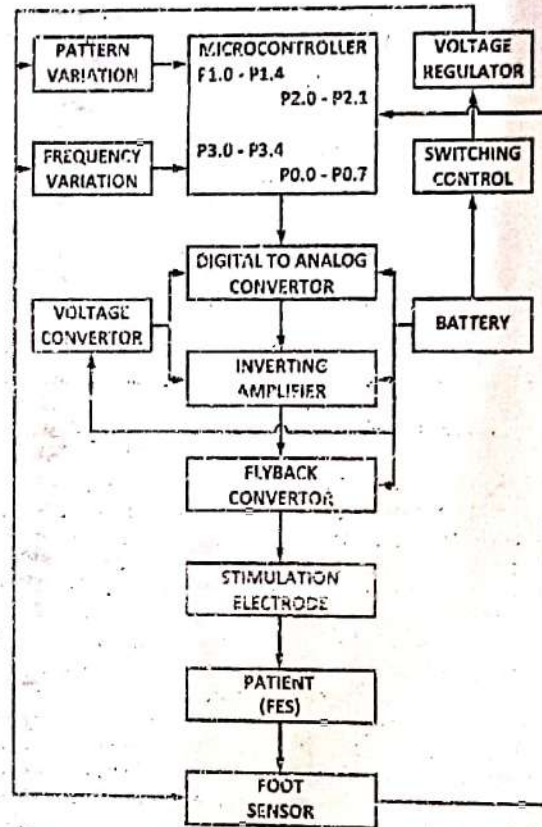 PATTERN
VARIATION
MICROCONTROLLER
F1.0 - P1.4
P2.0 - P2.1
P3.0 - P3.4
P0.0 - P0.7
VOLTAGE
REGULATOR
FREQUENCY
VARIATION
SWITCHING
CONTROL
DIGITAL TO ANALOG
CONVERTOR
VOLTAGE
CONVERTOR
BATTERY
INVERTING
AMPLIFIER
FLYBACK
CONVERTOR
STIMULATION
ELECTRODE
PATIENT
(FES)
FOOT
SENSOR